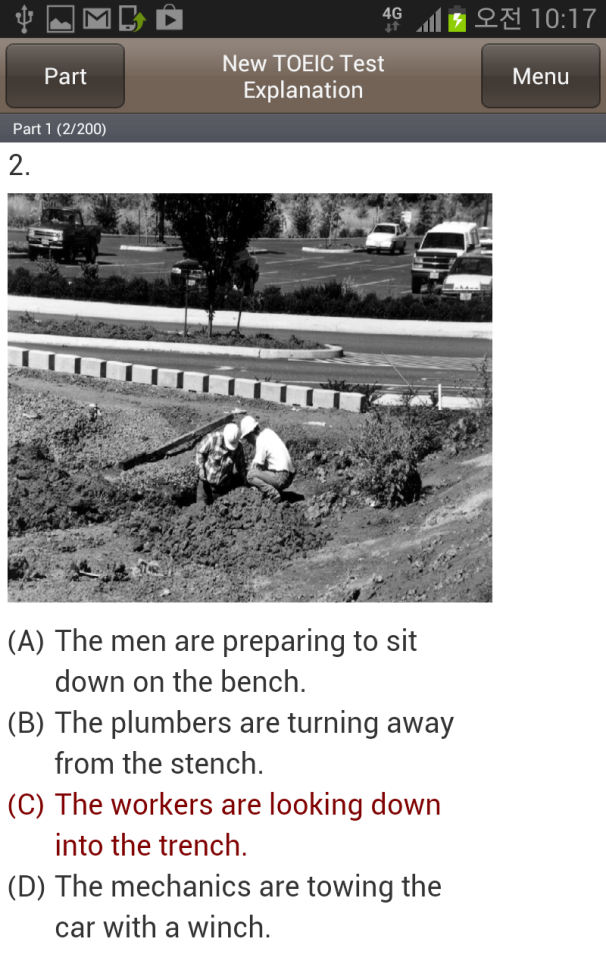 4G 오전 10:17
Part
New TOEIC Test
Explanation
Menu
Part 1 (2/200)
2.
(A) The men are preparing to sit
down on the bench.
(B) The plumbers are turning away
from the stench.
(C) The workers are looking down
into the trench.
(D) The mechanics are towing the
car with a winch.